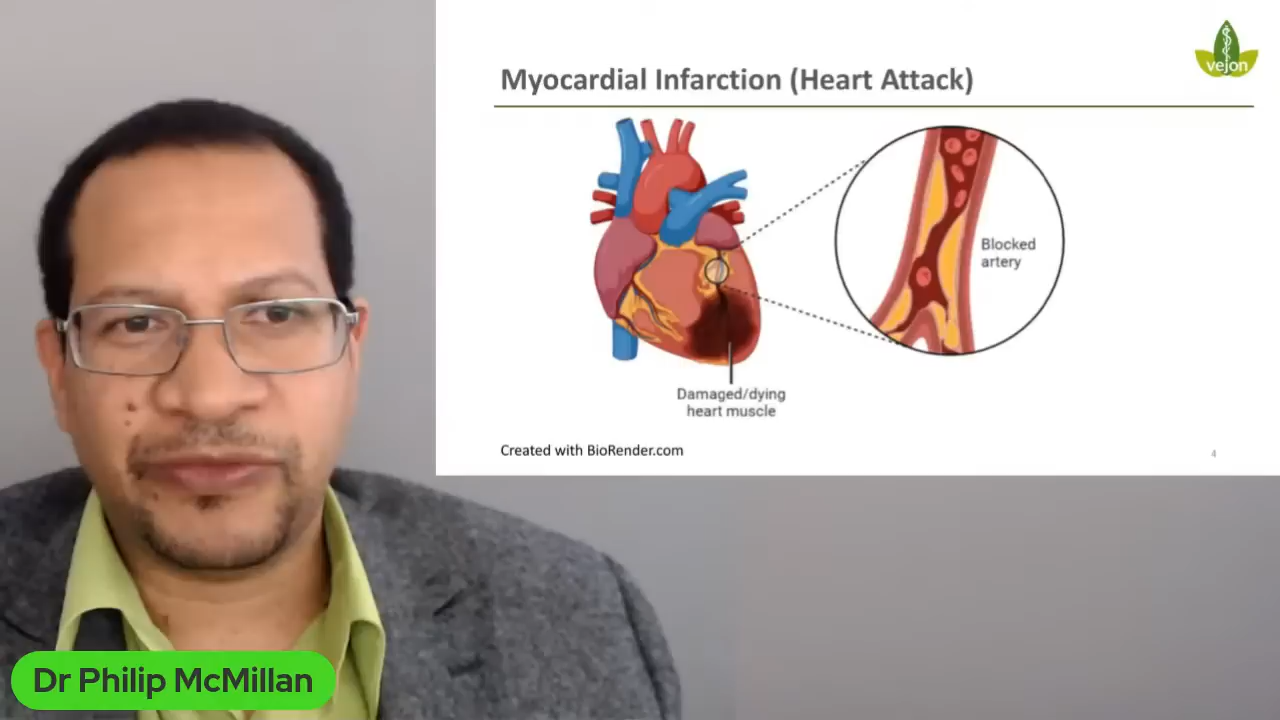 vejon
Myocardial Infarction (Heart Attack)
Blocked
artery
Damaged/dying
heart muscle
Created with BioRender.com
4
Dr Philip McMillan